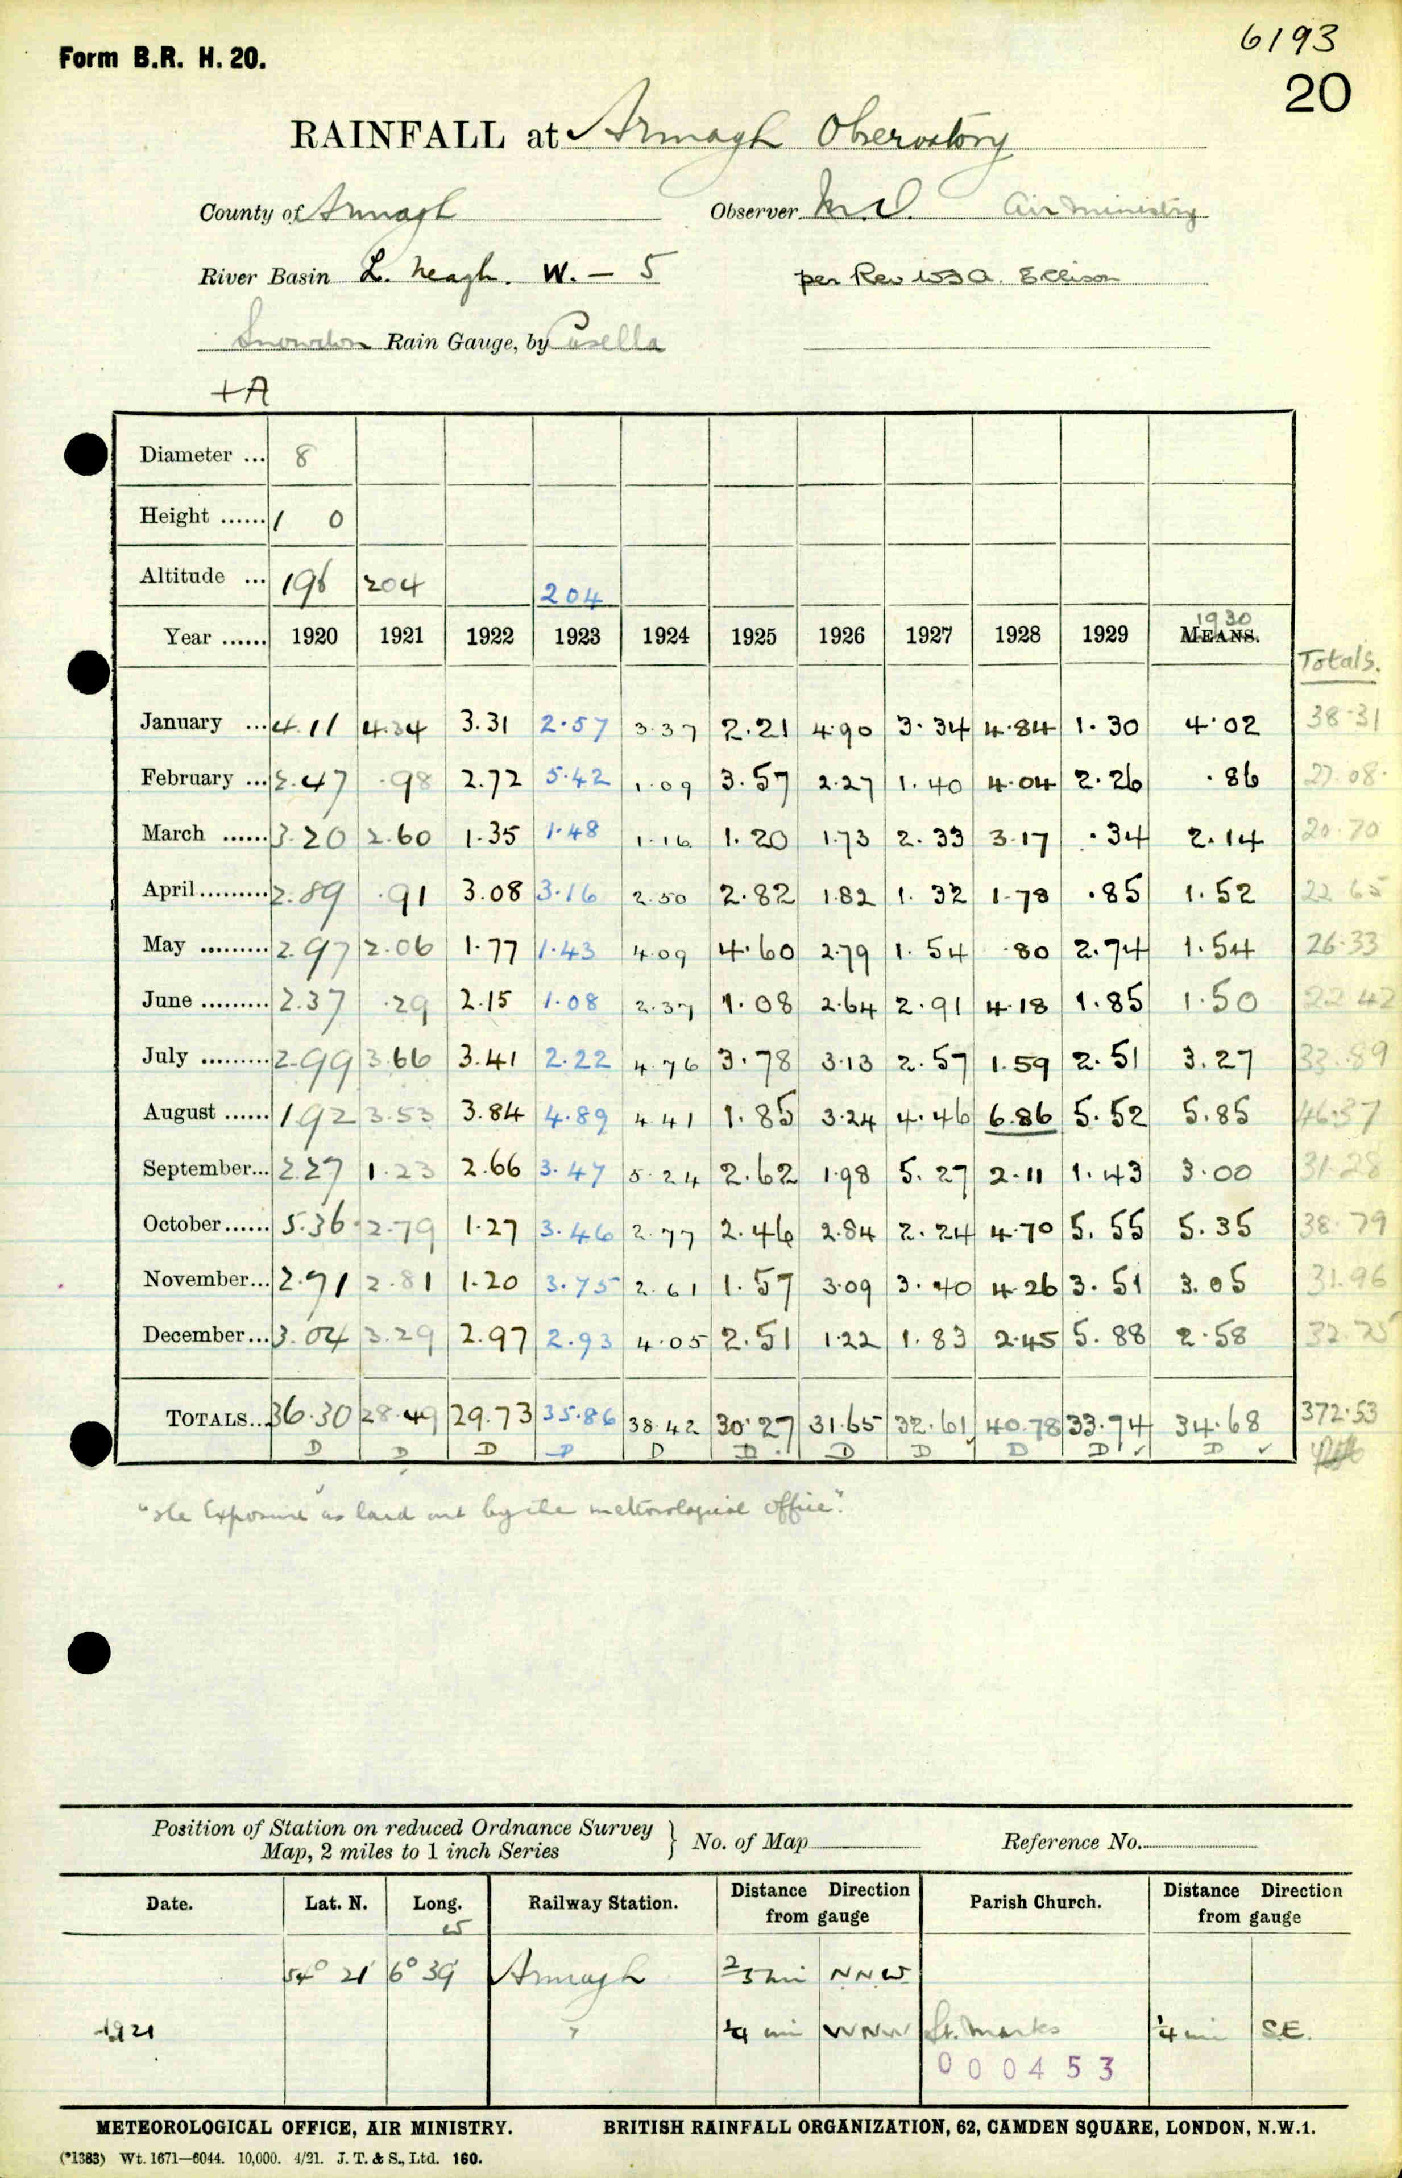 6193
Form B.R. H. 20.
20
RAINFALL at Armagh Observatory
County of Armagh Observer M.O. Air Ministry
River Basin L. Neagh. W. — 5 per Rev W F A. Ellison
Snowdon Rain Gauge, by Casella
+A
Diameter ... 8
Height ...... 1 0
Altitude ... 196 204 204
1930
Year ...... 1920 1921 1922 1923 1924 1925 1926 1927 1928 1929 MEANS.
Totals.
January ... 4.11 4.34 3.31 2.57 3.37 2.21 4.90 3.34 4.84 1.30 4.02 38.31
February ... 2.47 .98 2.72 5.42 1.09 3.57 2.27 1.40 4.04 2.26 .86 27.08
March ...... 3.20 2.60 1.35 1.48 1.16 1.20 1.73 2.33 3.17 .34 2.14 20.70
April ......... 2.89 .91 3.08 3.16 2.50 2.82 1.82 1.32 1.78 .85 1.52 22.65
May ......... 2.97 2.06 1.77 1.43 4.09 4.60 2.79 1.54 .80 2.74 1.54 26.33
June ......... 2.37 .29 2.15 1.08 2.37 1.08 2.64 2.91 4.18 1.85 1.50 22.42
July ......... 2.99 3.66 3.41 2.22 4.76 3.78 3.13 2.57 1.59 2.51 3.27 33.89
August ...... 1.92 3.53 3.84 4.89 4.41 1.85 3.24 4.46 6.86 5.52 5.85 46.37
September... 2.27 1.23 2.66 3.47 5.24 2.62 1.98 5.27 2.11 1.43 3.00 31.28
October...... 5.36 2.79 1.27 3.46 2.77 2.46 2.84 2.24 4.70 5.55 5.35 38.79
November... 2.71 2.81 1.20 3.75 2.61 1.57 3.09 3.40 4.26 3.51 3.05 31.96
December... 3.04 3.29 2.97 2.93 4.05 2.51 1.22 1.83 2.45 5.88 2.58 32.75
TOTALS... 36.30 28.49 29.73 35.86 38.42 30.27 31.65 32.61 40.78 33.74 34.68 372.53
D D D D D D D D D D ✓ D ✓
"The Exposure as laid out by the meteorological office".
Position of Station on reduced Ordnance Survey Map, 2 miles to 1 inch Series } No. of Map Reference No.
Date. Lat. N. Long. W Railway Station. Distance Direction from gauge Parish Church. Distance Direction from gauge
54° 21' 6° 39' Armagh 2/5 mi NNW
1921 " 1/4 mi WNW St. Marks 1/4 mi S.E.
000453
METEOROLOGICAL OFFICE, AIR MINISTRY. BRITISH RAINFALL ORGANIZATION, 62, CAMDEN SQUARE, LONDON, N.W.1.
(*1383) Wt. 1671—6044. 10,000. 4/21. J. T. & S., Ltd. 160.